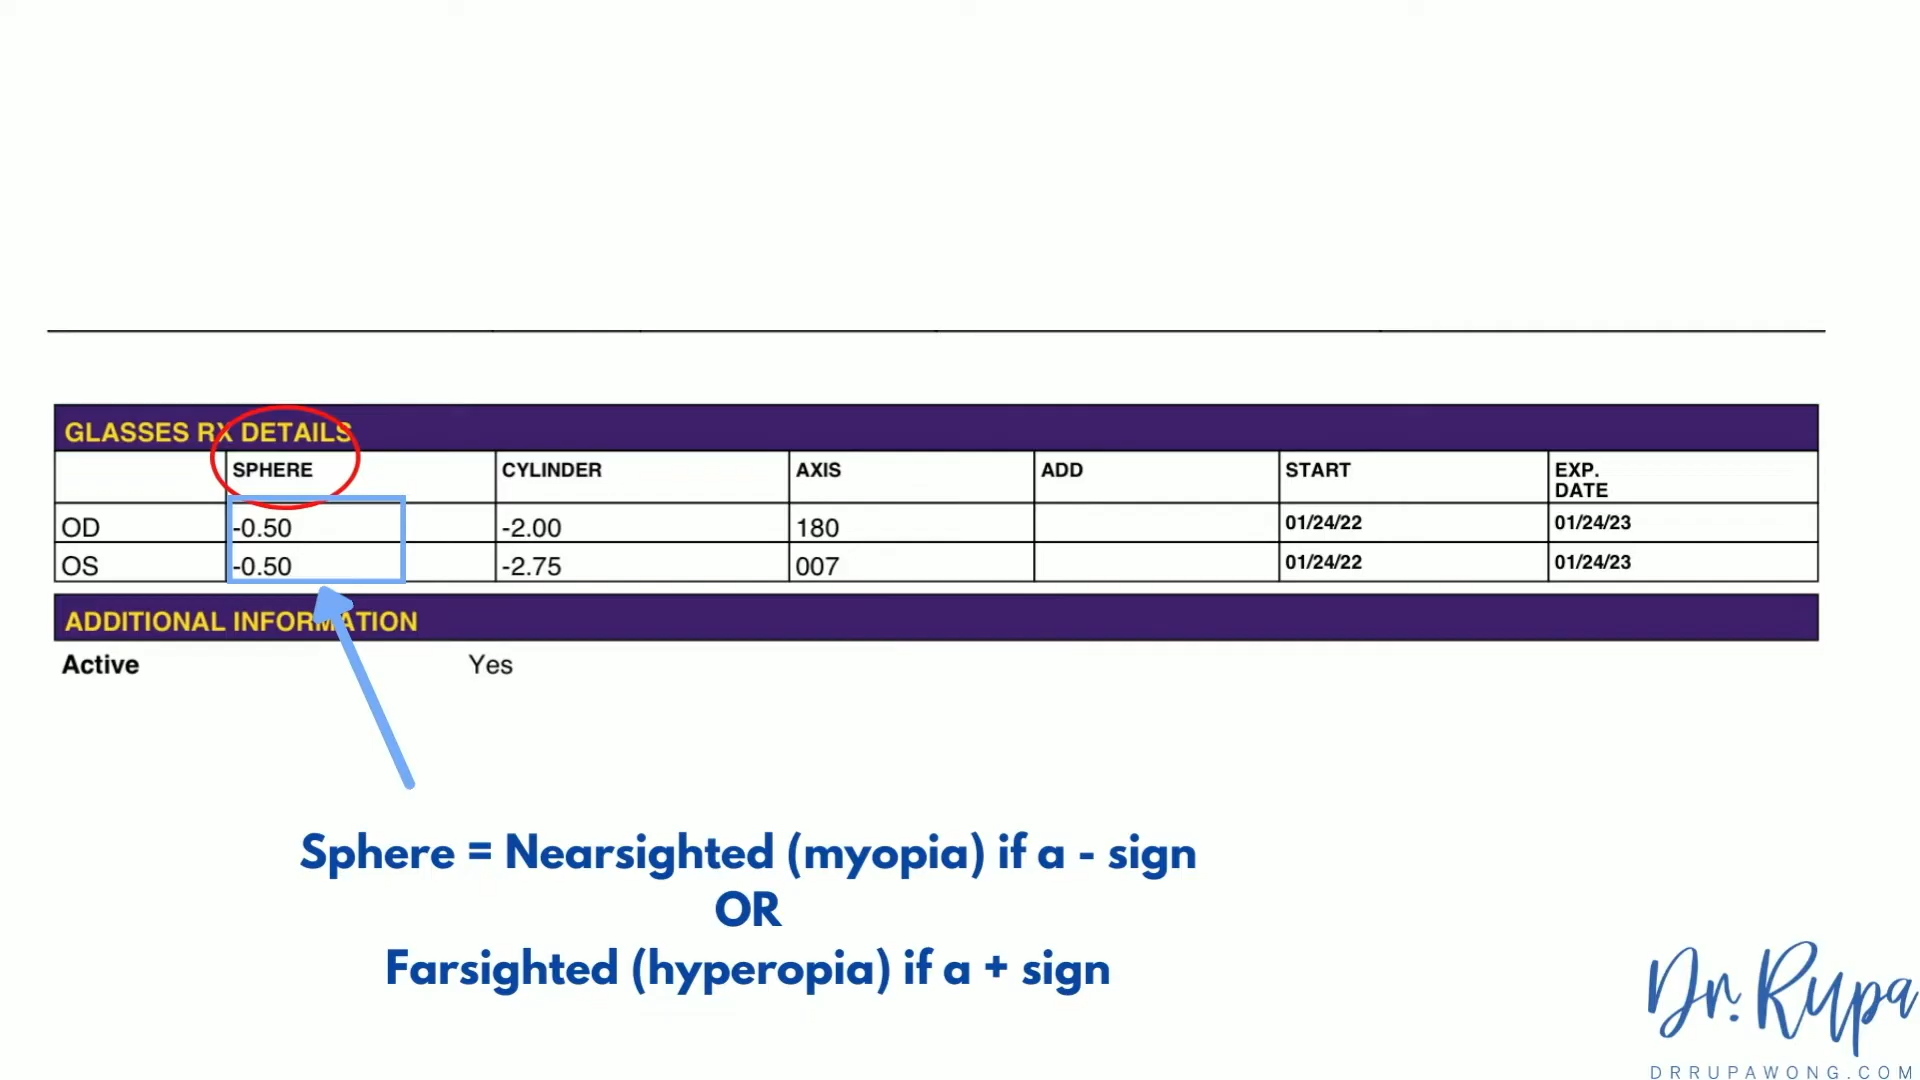 GLASSES RX DETAILS
SPHERE CYLINDER AXIS ADD START EXP. DATE
OD -0.50 -2.00 180 01/24/22 01/24/23
OS -0.50 -2.75 007 01/24/22 01/24/23
ADDITIONAL INFORMATION
Active Yes
Sphere = Nearsighted (myopia) if a - sign
OR
Farsighted (hyperopia) if a + sign
Dr. Rupa
DRRUPAWONG.COM